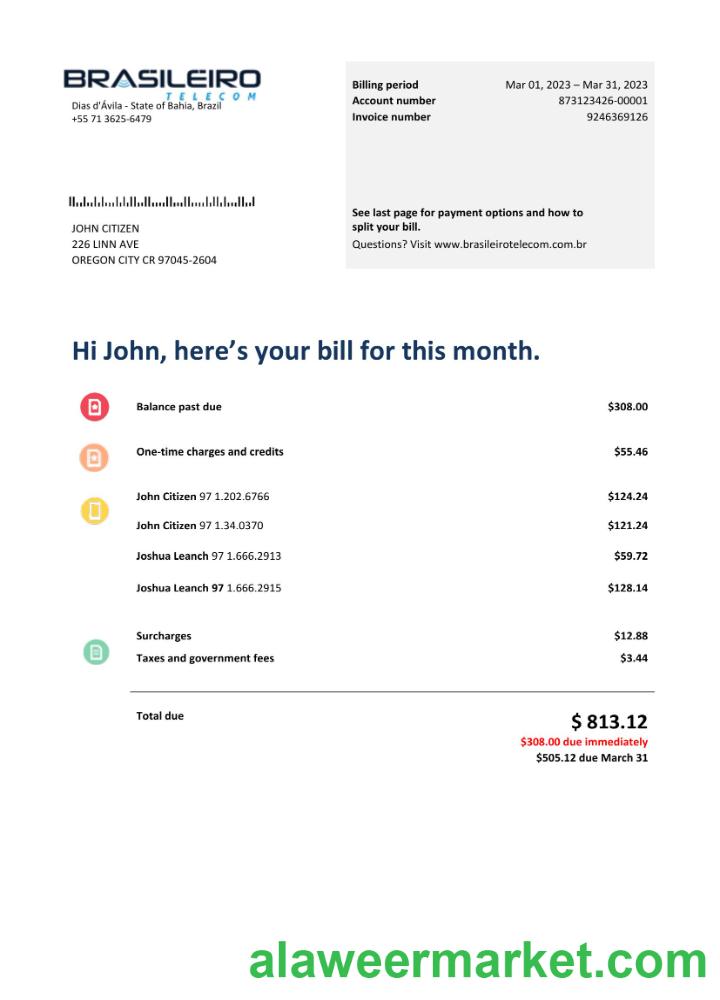 BRASILEIRO
TELECOM
Dias d'Ávila - State of Bahia, Brazil
+55 71 3625-6479
Billing period Mar 01, 2023 – Mar 31, 2023
Account number 873123426-00001
Invoice number 9246369126
See last page for payment options and how to
split your bill.
Questions? Visit www.brasileirotelecom.com.br
JOHN CITIZEN
226 LINN AVE
OREGON CITY CR 97045-2604
Hi John, here’s your bill for this month.
Balance past due $308.00
One-time charges and credits $55.46
John Citizen 97 1.202.6766 $124.24
John Citizen 97 1.34.0370 $121.24
Joshua Leanch 97 1.666.2913 $59.72
Joshua Leanch 97 1.666.2915 $128.14
Surcharges $12.88
Taxes and government fees $3.44
Total due $ 813.12
$308.00 due immediately
$505.12 due March 31
alaweermarket.com